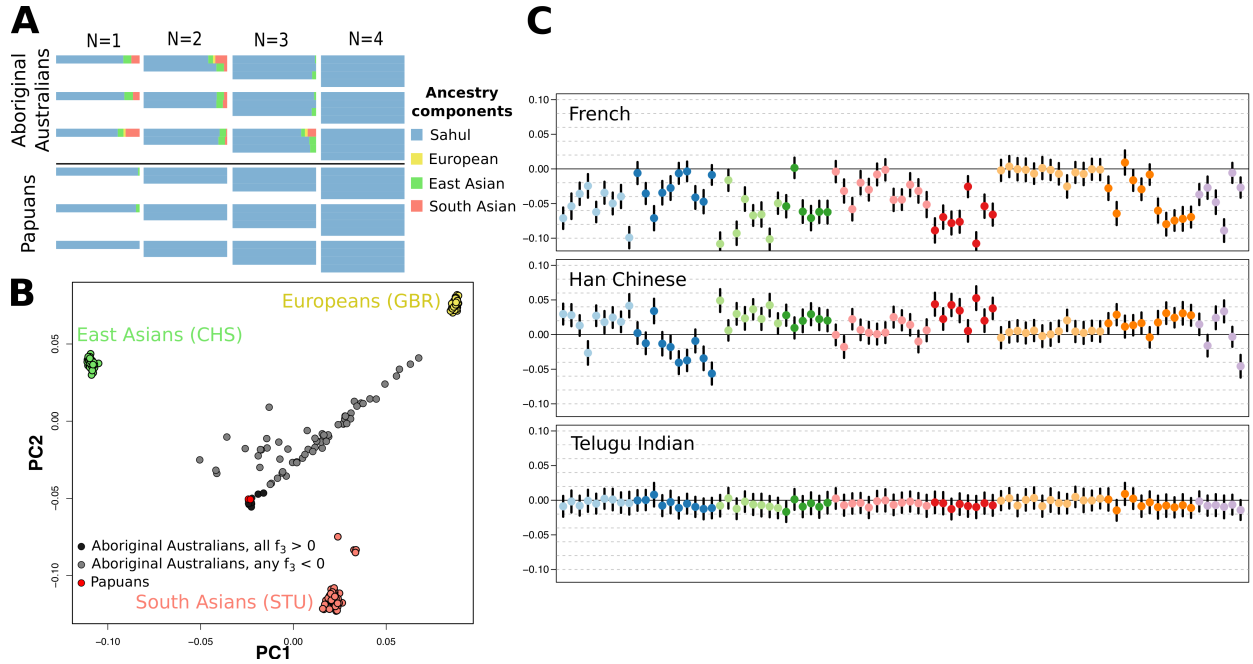 A
N=1 N=2 N=3 N=4
Aboriginal
Australians
Papuans
Ancestry
components
Sahul
European
East Asian
South Asian
B
Europeans (GBR)
East Asians (CHS)
0.05
0.00
−0.05
−0.10
PC2
Aboriginal Australians, all f3 > 0
Aboriginal Australians, any f3 < 0
Papuans
South Asians (STU)
−0.10 −0.05 0.00 0.05
PC1
C
French
0.10
0.05
0.00
−0.05
−0.10
Han Chinese
0.10
0.05
0.00
−0.05
−0.10
Telugu Indian
0.10
0.05
0.00
−0.05
−0.10